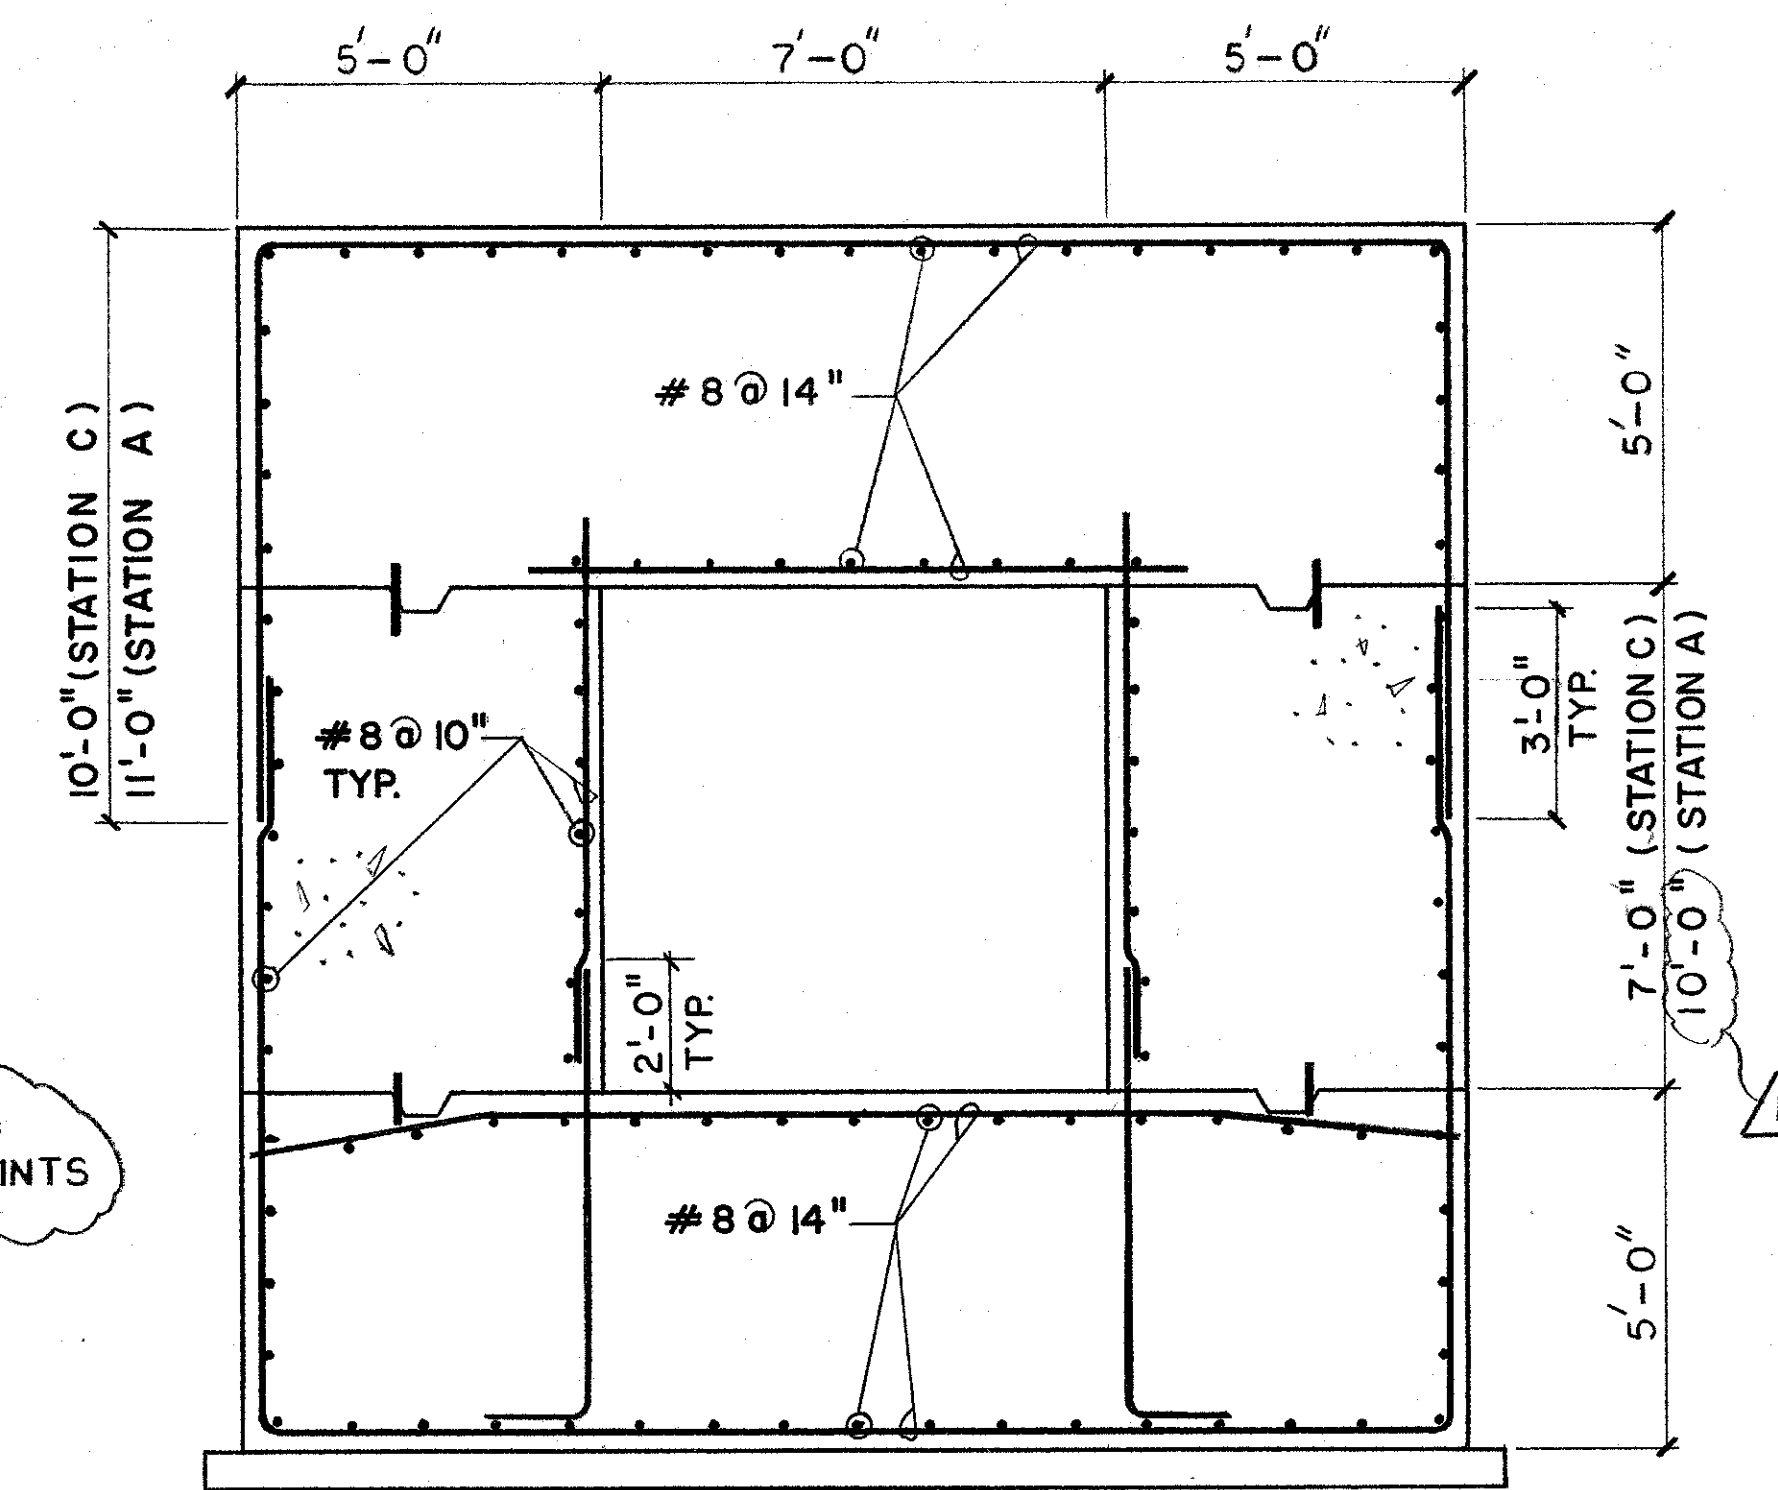 5'-0"
7'-0"
5'-0"
# 8 @ 14"
5'-0"
10'-0" (STATION C)
11'-0" (STATION A)
# 8 @ 10"
TYP.
3'-0"
TYP.
7'-0" (STATION C)
10'-0" (STATION A)
2'-0"
TYP.
INTS
# 8 @ 14"
5'-0"